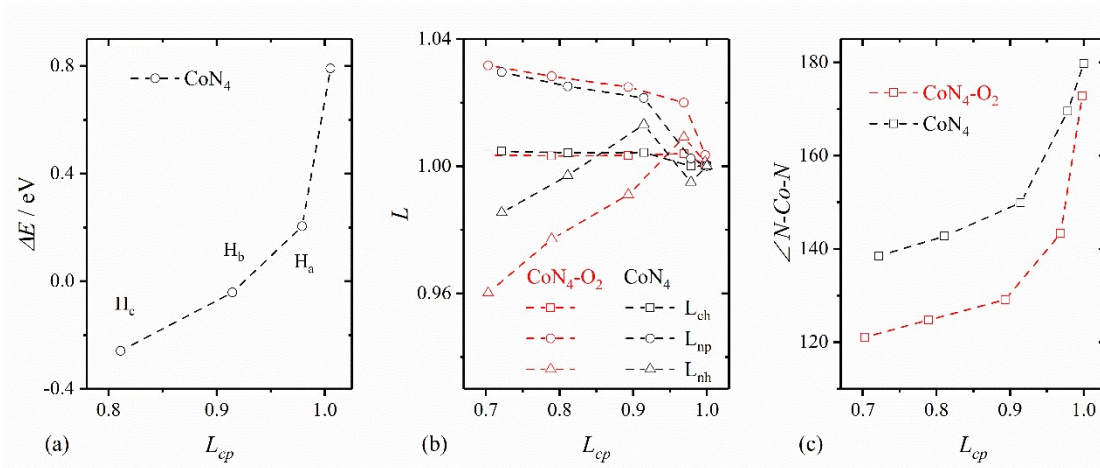 0.8
0.4
0.0
-0.4
ΔE / eV
CoN4
Hc
Hb
Ha
0.8
0.9
1.0
(a)
Lcp
1.04
1.00
0.96
L
CoN4-O2
CoN4
Lch
Lnp
Lnh
0.7
0.8
0.9
1.0
(b)
Lcp
180
160
140
120
∠N-Co-N
CoN4-O2
CoN4
0.7
0.8
0.9
1.0
(c)
Lcp